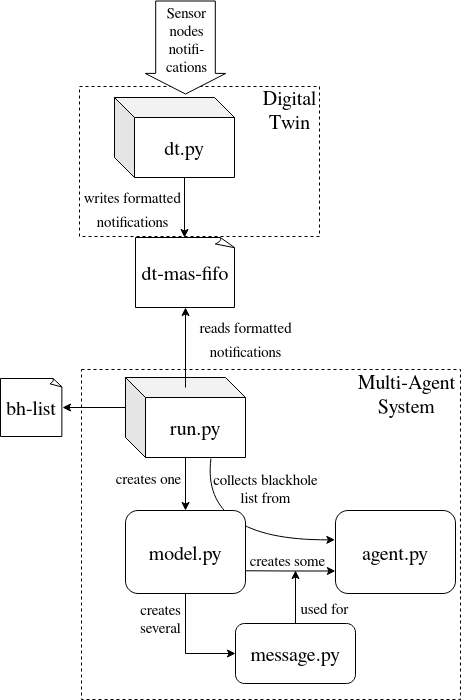 Sensor
nodes
notifi-
cations
Digital
Twin
dt.py
writes formatted
notifications
dt-mas-fifo
reads formatted
notifications
Multi-Agent
System
bh-list
run.py
creates one
collects blackhole
list from
model.py
creates some
agent.py
creates
several
used for
message.py